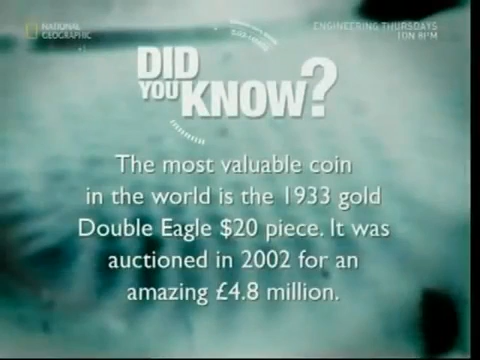 NATIONAL
GEOGRAPHIC
ENGINEERING THURSDAYS
10N 8PM
DID
YOU KNOW?
The most valuable coin
in the world is the 1933 gold
Double Eagle $20 piece. It was
auctioned in 2002 for an
amazing £4.8 million.